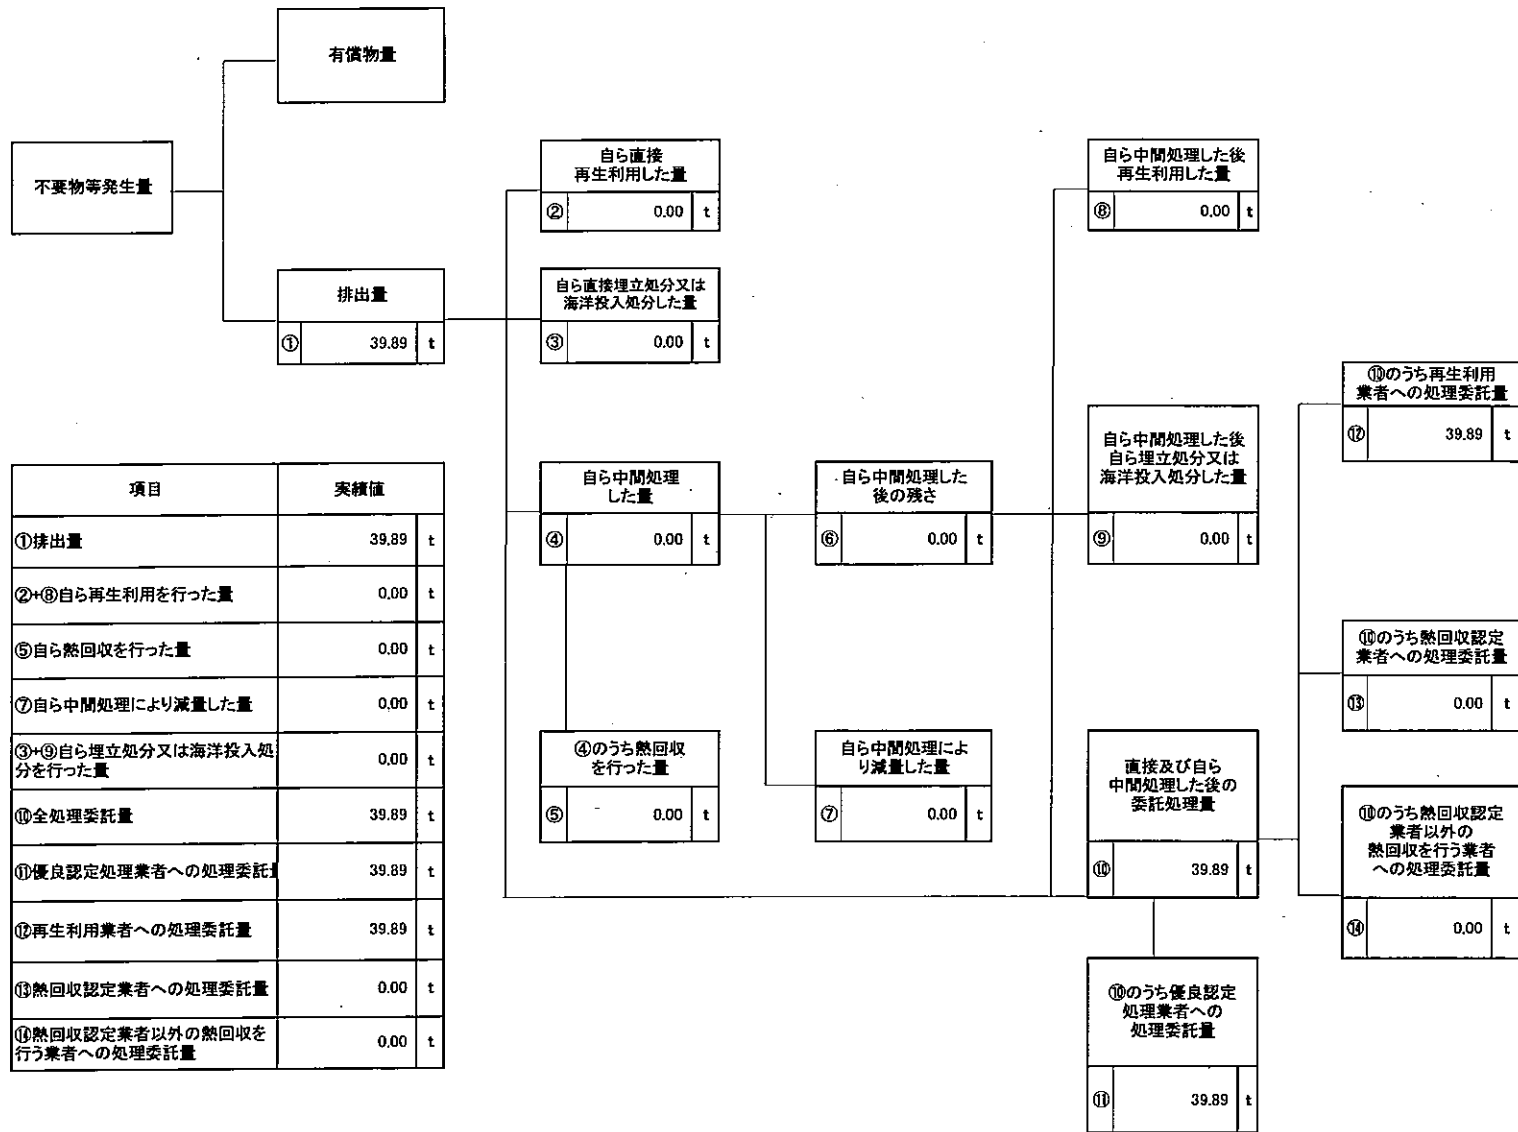 有償物量
不要物等発生量
排出量
① 39.89 t
自ら直接
再生利用した量
② 0.00 t
自ら直接埋立処分又は
海洋投入処分した量
③ 0.00 t
自ら中間処理
した量
④ 0.00 t
④のうち熱回収
を行った量
⑤ 0.00 t
自ら中間処理した
後の残さ
⑥ 0.00 t
自ら中間処理によ
り減量した量
⑦ 0.00 t
自ら中間処理した後
再生利用した量
⑧ 0.00 t
自ら中間処理した後
自ら埋立処分又は
海洋投入処分した量
⑨ 0.00 t
直接及び自ら
中間処理した後の
委託処理量
⑩ 39.89 t
⑩のうち優良認定
処理業者への
処理委託量
⑪ 39.89 t
⑩のうち再生利用
業者への処理委託量
⑫ 39.89 t
⑩のうち熱回収認定
業者への処理委託量
⑬ 0.00 t
⑩のうち熱回収認定
業者以外の
熱回収を行う業者
への処理委託量
⑭ 0.00 t
項目 実績値
①排出量 39.89 t
②+⑧自ら再生利用を行った量 0.00 t
⑤自ら熱回収を行った量 0.00 t
⑦自ら中間処理により減量した量 0.00 t
③+⑨自ら埋立処分又は海洋投入処
分を行った量 0.00 t
⑩全処理委託量 39.89 t
⑪優良認定処理業者への処理委託量 39.89 t
⑫再生利用業者への処理委託量 39.89 t
⑬熱回収認定業者への処理委託量 0.00 t
⑭熱回収認定業者以外の熱回収を
行う業者への処理委託量 0.00 t